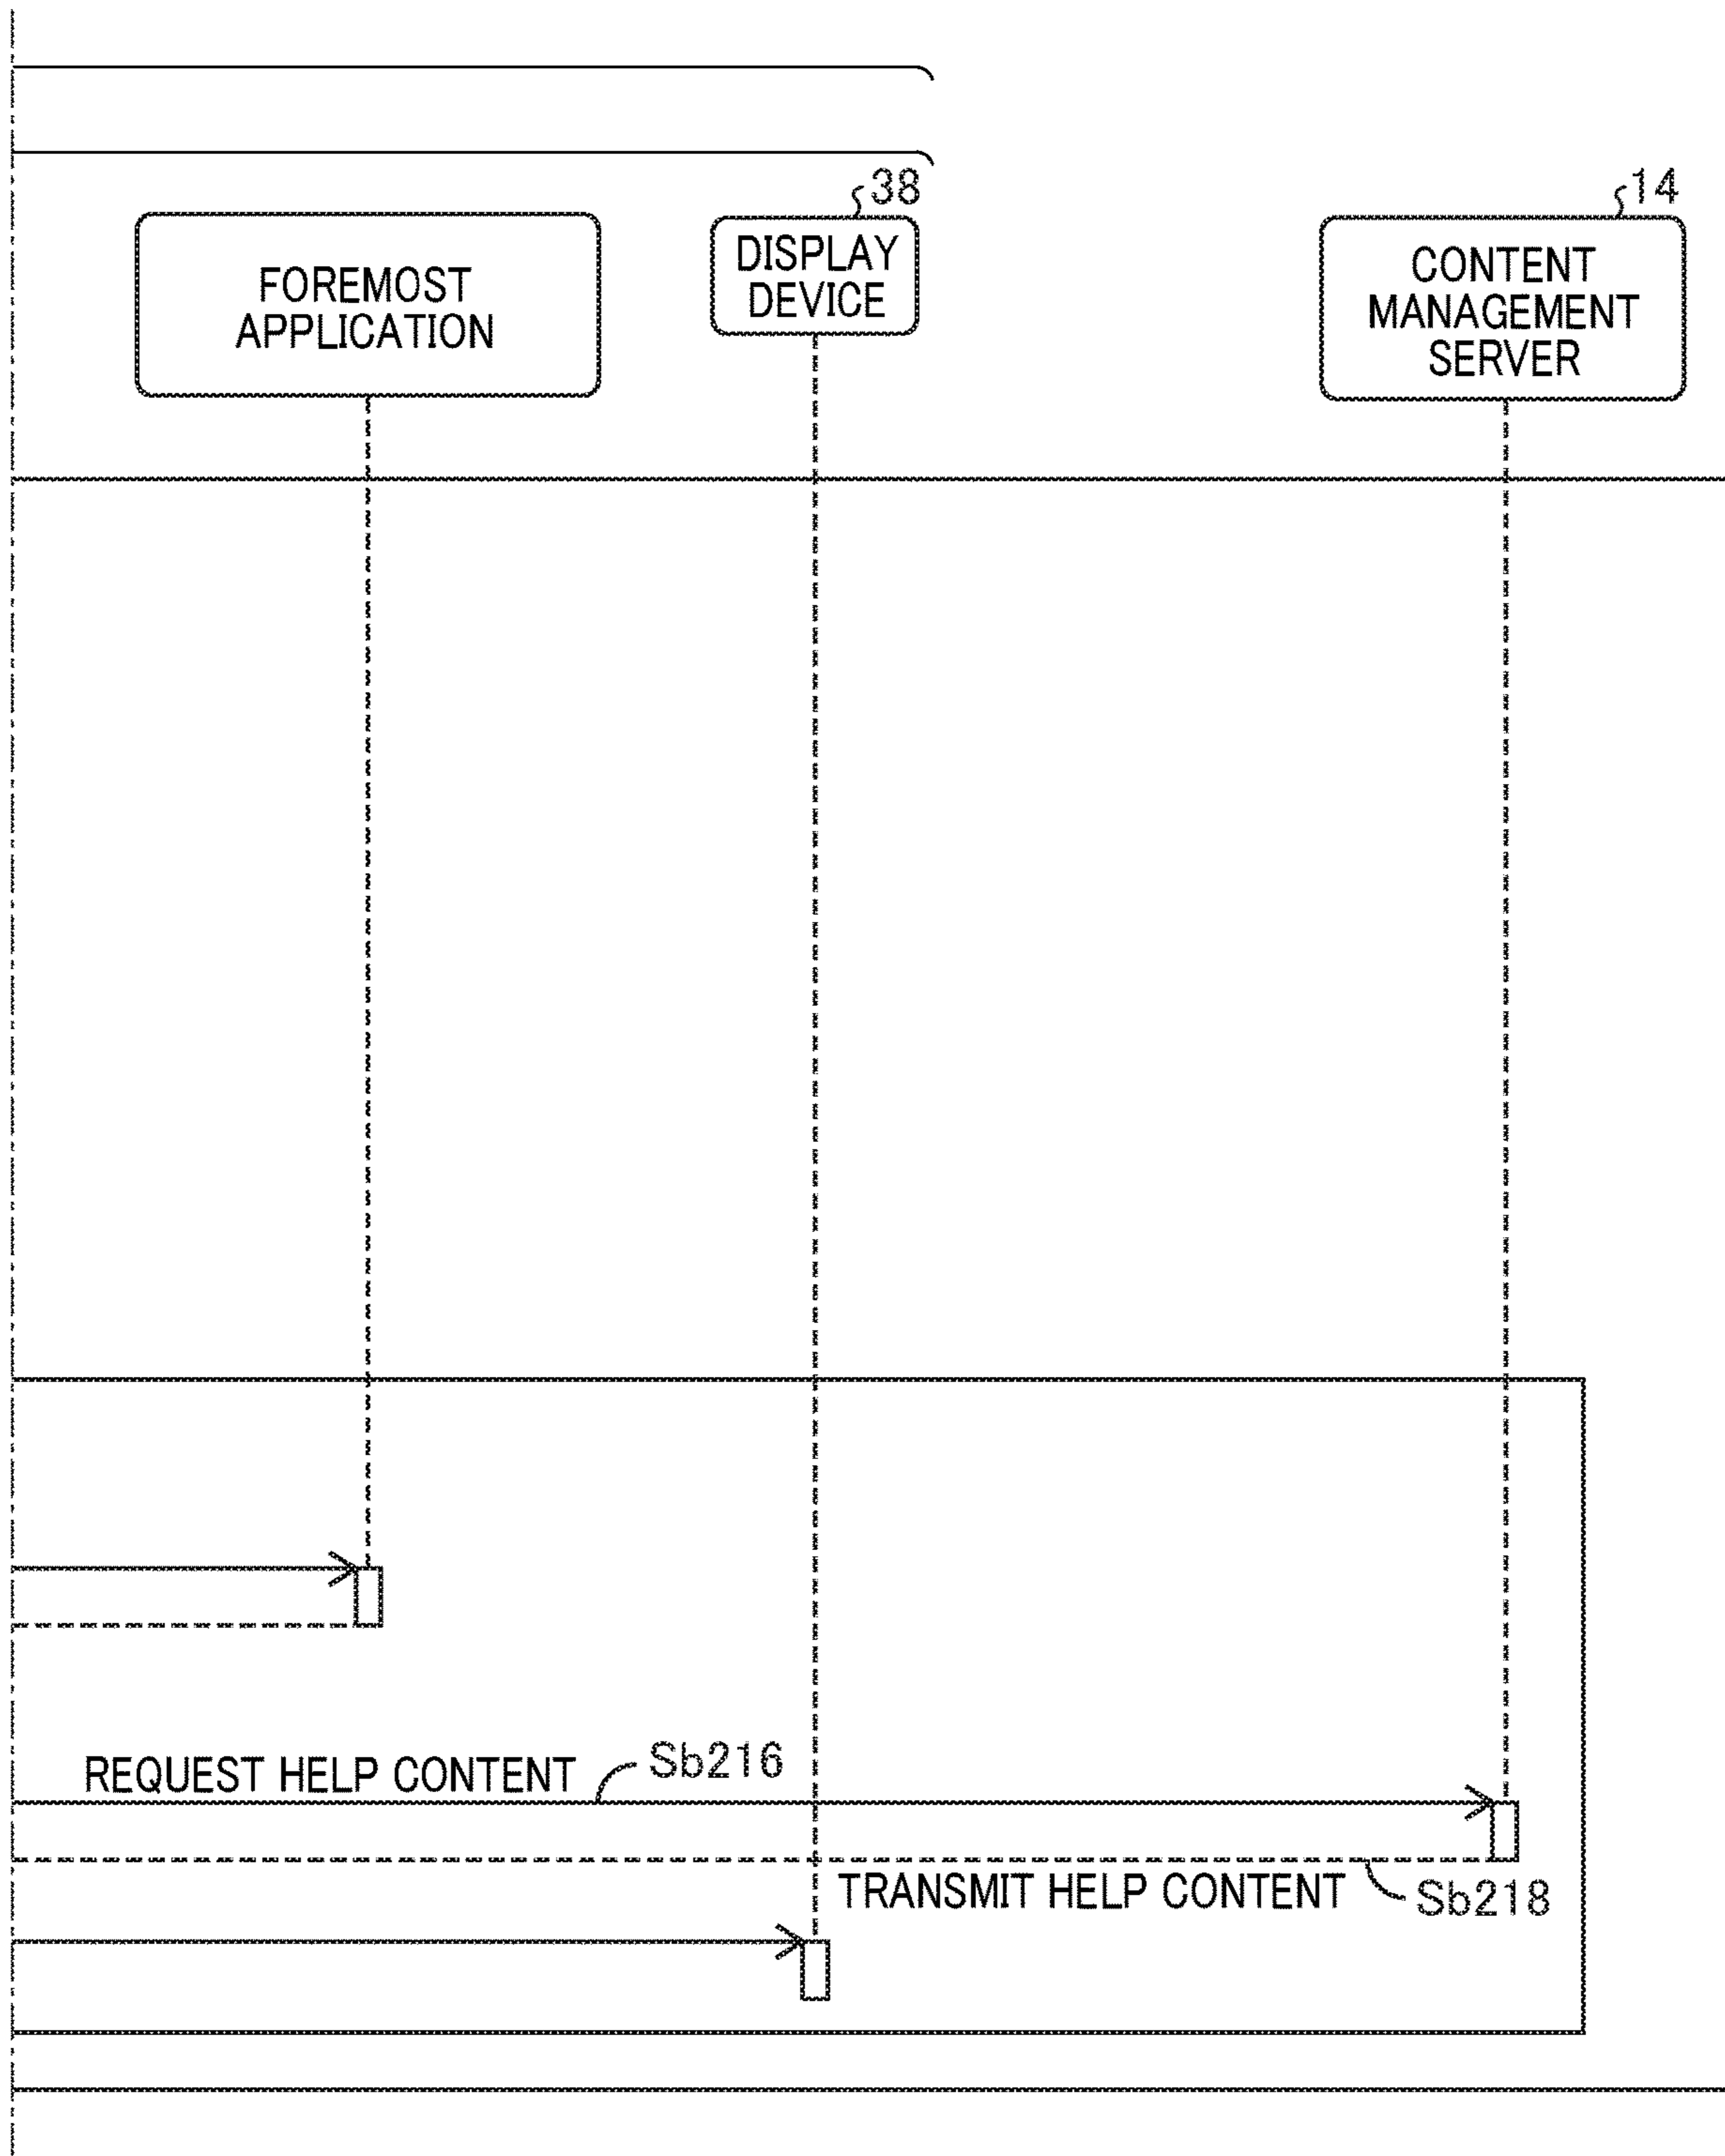 38
14
FOREMOST
APPLICATION
DISPLAY
DEVICE
CONTENT
MANAGEMENT
SERVER
REQUEST HELP CONTENT
Sb216
TRANSMIT HELP CONTENT
Sb218